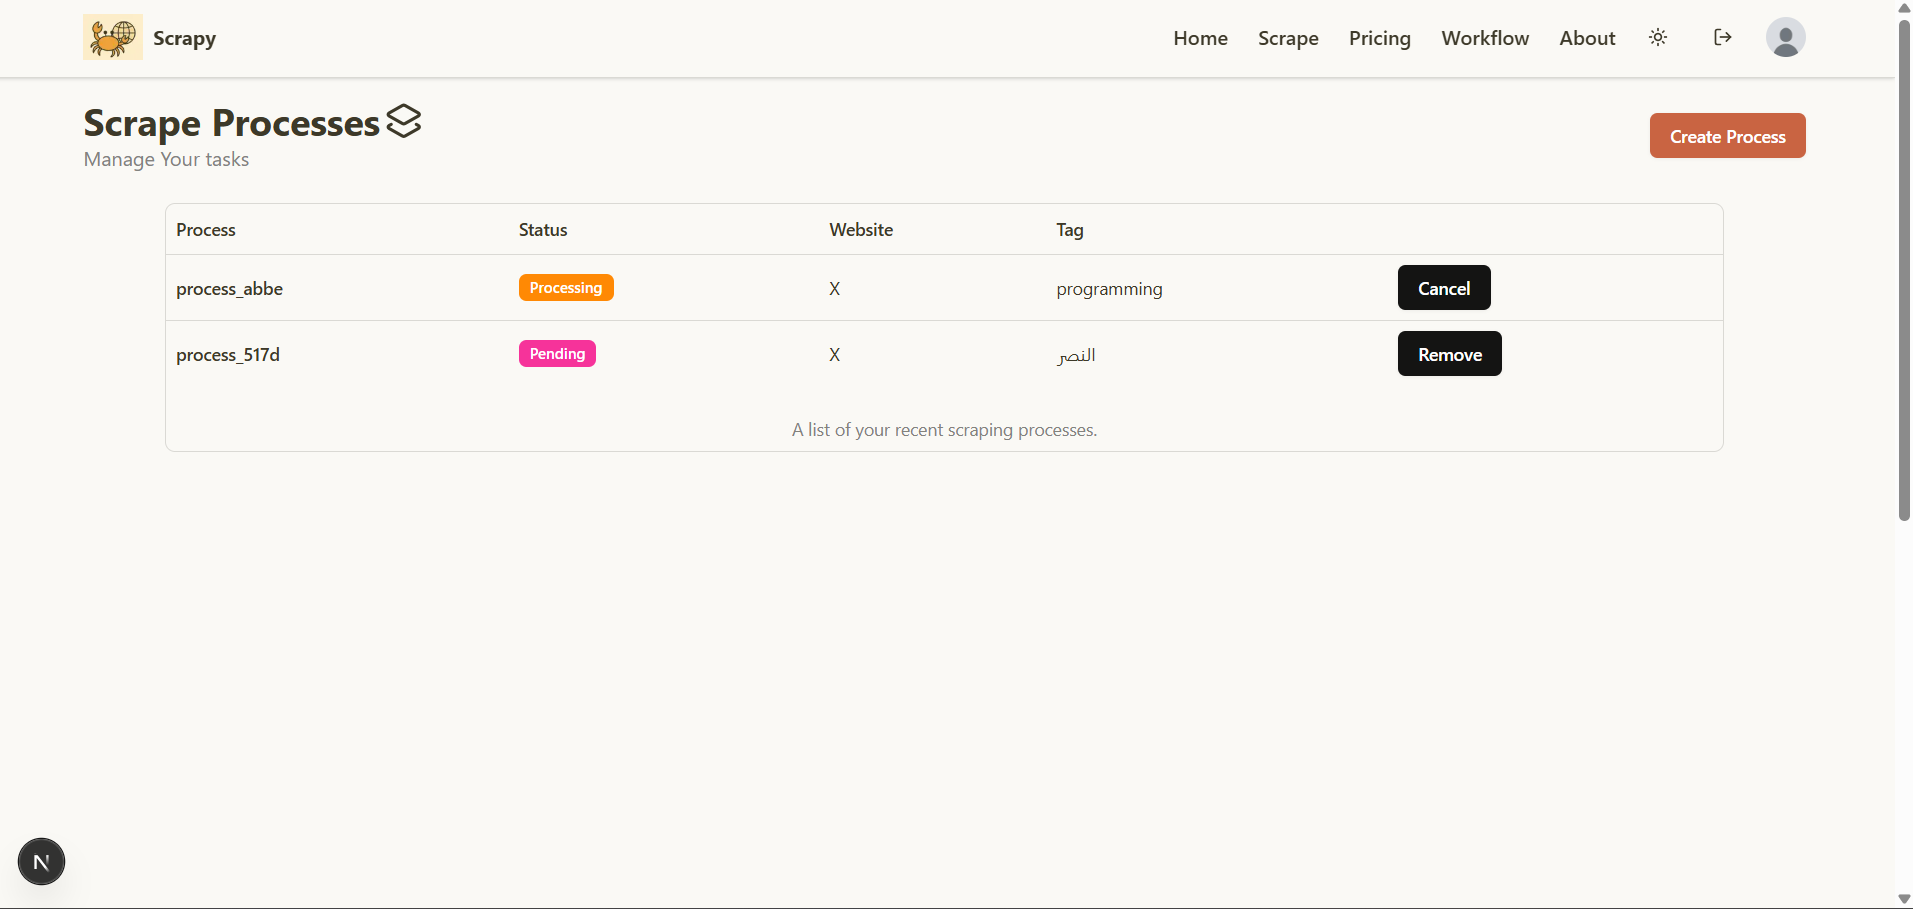 Scrapy Home Scrape Pricing Workflow About
Scrape Processes
Manage Your tasks
Create Process
Process Status Website Tag
process_abbe Processing X programming Cancel
process_517d Pending X النصر Remove
A list of your recent scraping processes.
N